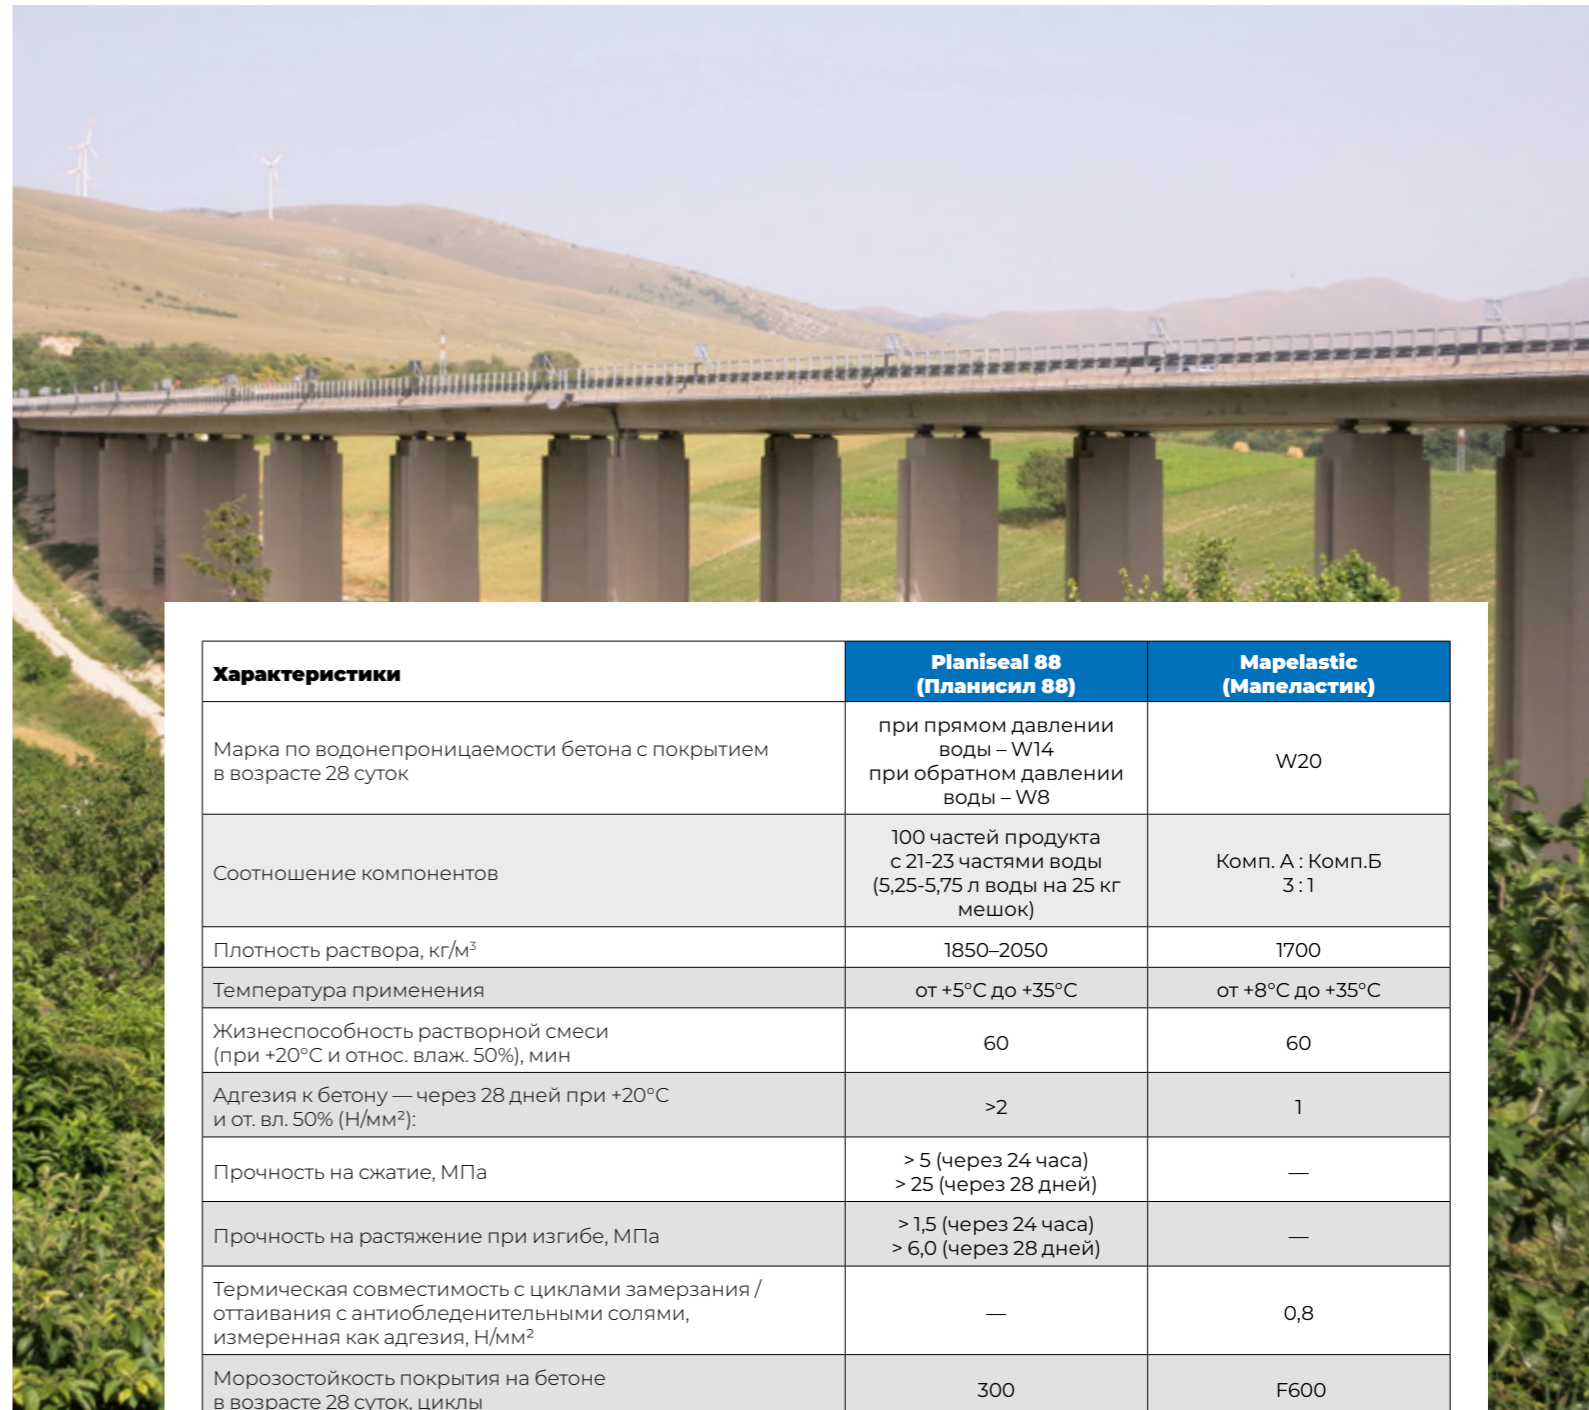 Характеристики
Planiseal 88
(Планисил 88)
Mapelastic
(Мапеластик)
Марка по водонепроницаемости бетона с покрытием
в возрасте 28 суток
при прямом давлении
воды – W14
при обратном давлении
воды – W8
W20
Соотношение компонентов
100 частей продукта
с 21-23 частями воды
(5,25-5,75 л воды на 25 кг
мешок)
Комп. А : Комп.Б
3 : 1
Плотность раствора, кг/м³
1850–2050
1700
Температура применения
от +5°C до +35°C
от +8°C до +35°C
Жизнеспособность растворной смеси
(при +20°C и относ. влаж. 50%), мин
60
60
Адгезия к бетону — через 28 дней при +20°C
и от. вл. 50% (Н/мм²):
>2
1
Прочность на сжатие, МПа
> 5 (через 24 часа)
> 25 (через 28 дней)
—
Прочность на растяжение при изгибе, МПа
> 1,5 (через 24 часа)
> 6,0 (через 28 дней)
—
Термическая совместимость с циклами замерзания /
оттаивания с антиобледенительными солями,
измеренная как адгезия, Н/мм²
—
0,8
Морозостойкость покрытия на бетоне
в возрасте 28 суток, циклы
300
F600